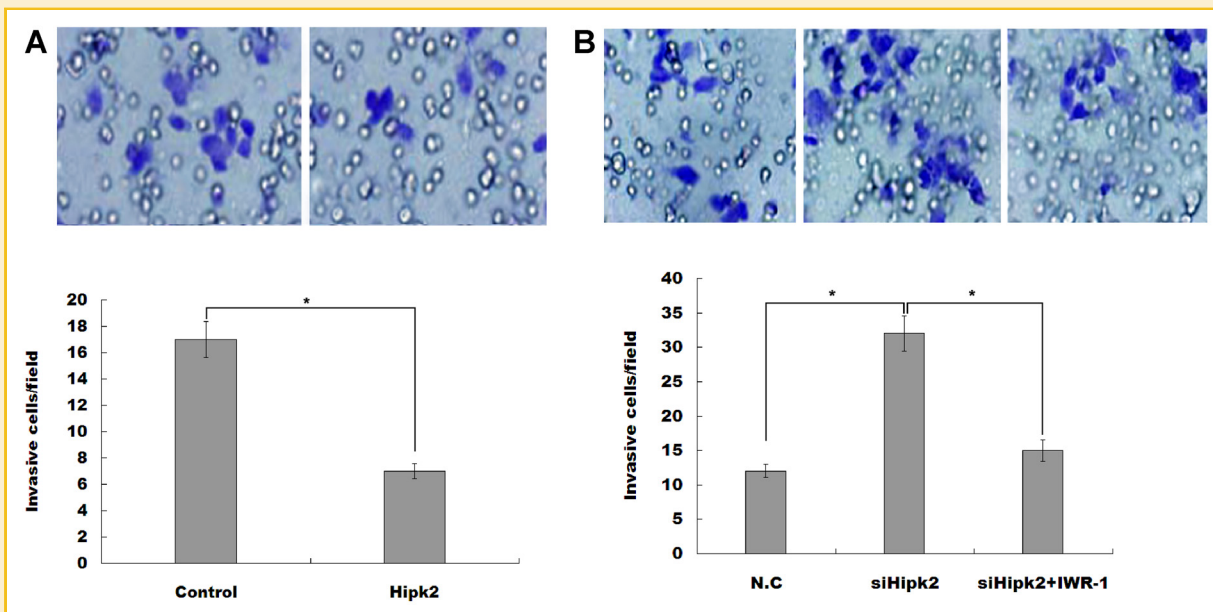 A
B
Invasive cells/field
20
18
16
14
12
10
8
6
4
2
0
*
Control
Hipk2
Invasive cells/field
40
35
30
25
20
15
10
5
0
*
*
N.C
siHipk2
siHipk2+IWR-1